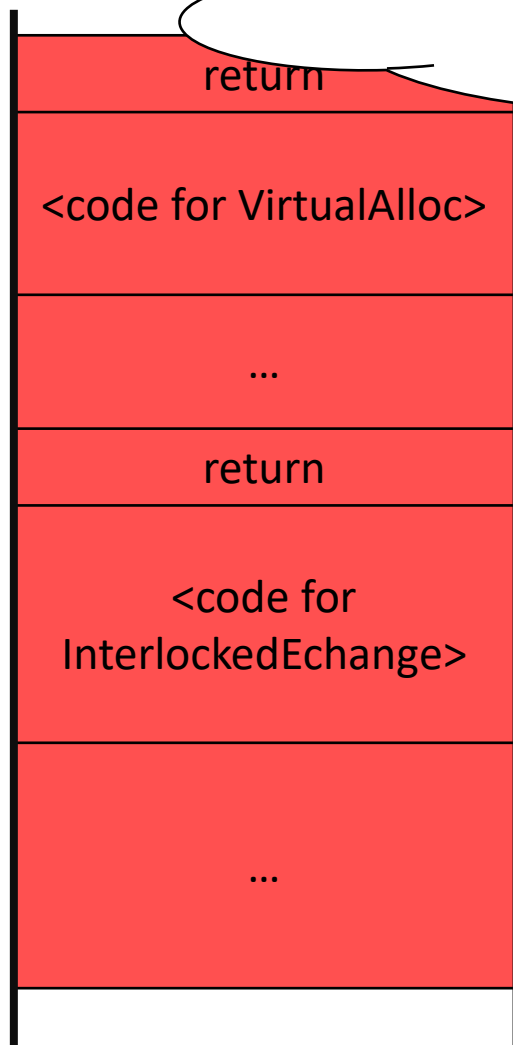 return
<code for VirtualAlloc>
…
return
<code for
InterlockedEchange>
…